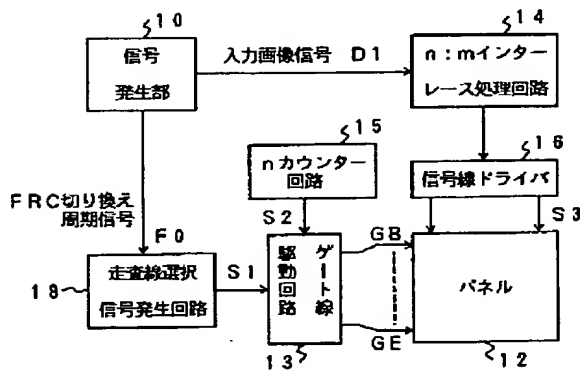 10
信号
発生部
入力画像信号 D1
14
n:mインター
レース処理回路
15
nカウンター
回路
16
信号線ドライバ
FRC切り換え
周期信号
F0
S2
GB
S3
18
走査線選択
信号発生回路
S1
ゲート線
駆動回路
13
GE
パネル
12